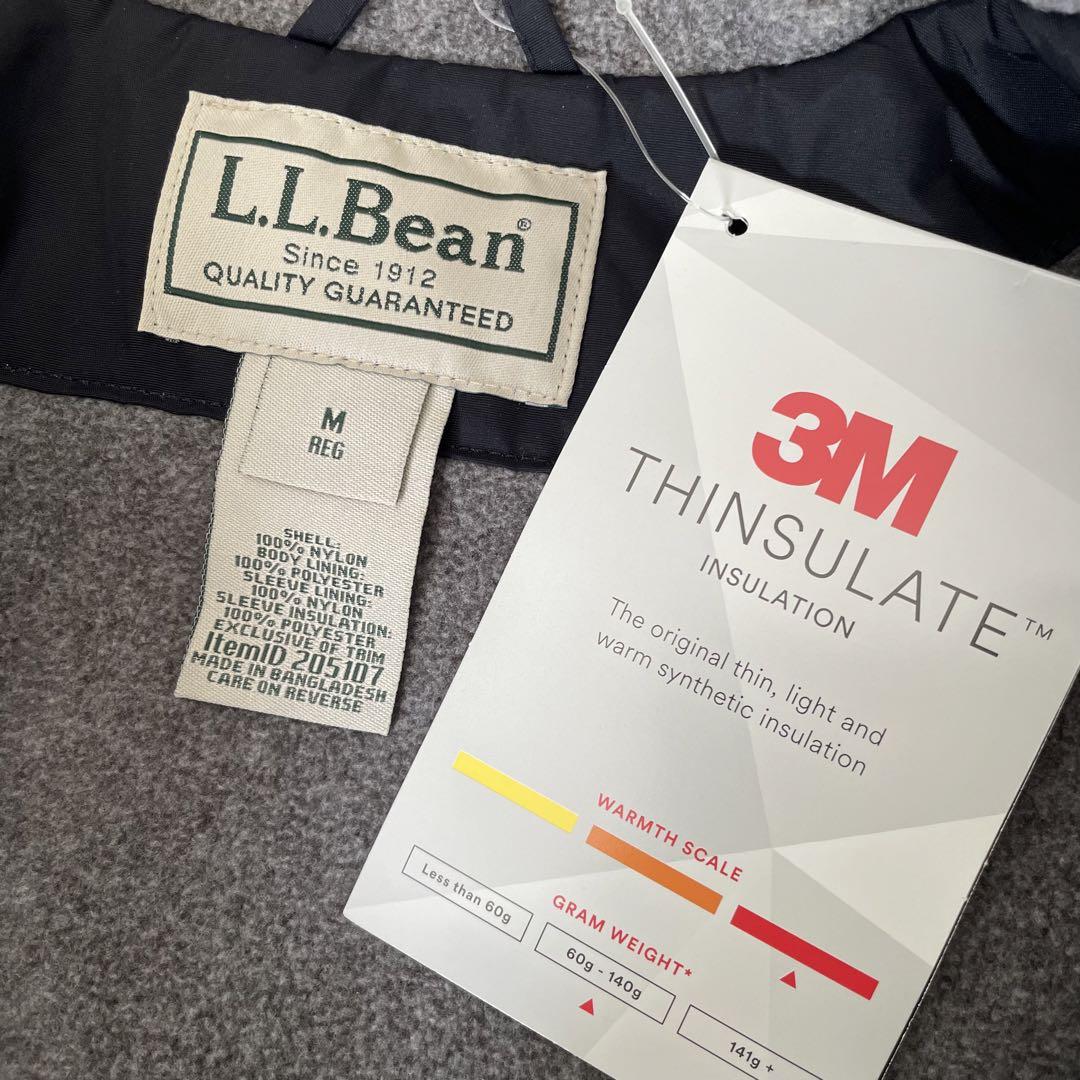 L.L.Bean®
Since 1912
QUALITY GUARANTEED
M
REG
SHELL:
100% NYLON
BODY LINING:
100% POLYESTER
SLEEVE LINING:
100% NYLON
SLEEVE INSULATION:
100% POLYESTER
EXCLUSIVE OF TRIM
ItemID 205107
MADE IN BANGLADESH
CARE ON REVERSE
3M
THINSULATE™
INSULATION
The original thin, light and
warm synthetic insulation
WARMTH SCALE
GRAM WEIGHT*
Less than 60g
60g - 140g
141g +